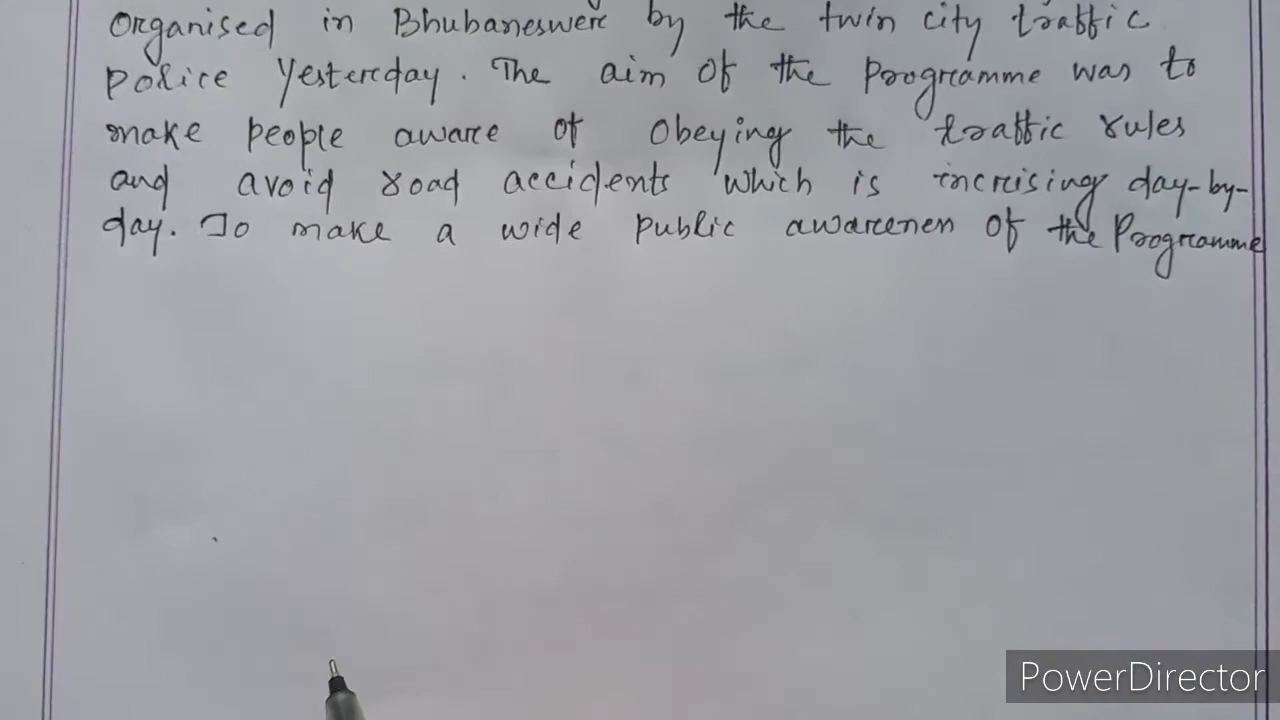 Organised in Bhubaneswer by the twin city traffic
police Yesterday. The aim of the Programme was to
make people aware of Obeying the traffic rules
and avoid road accidents which is increising day-by-
day. To make a wide public awareness of the Programme
PowerDirector